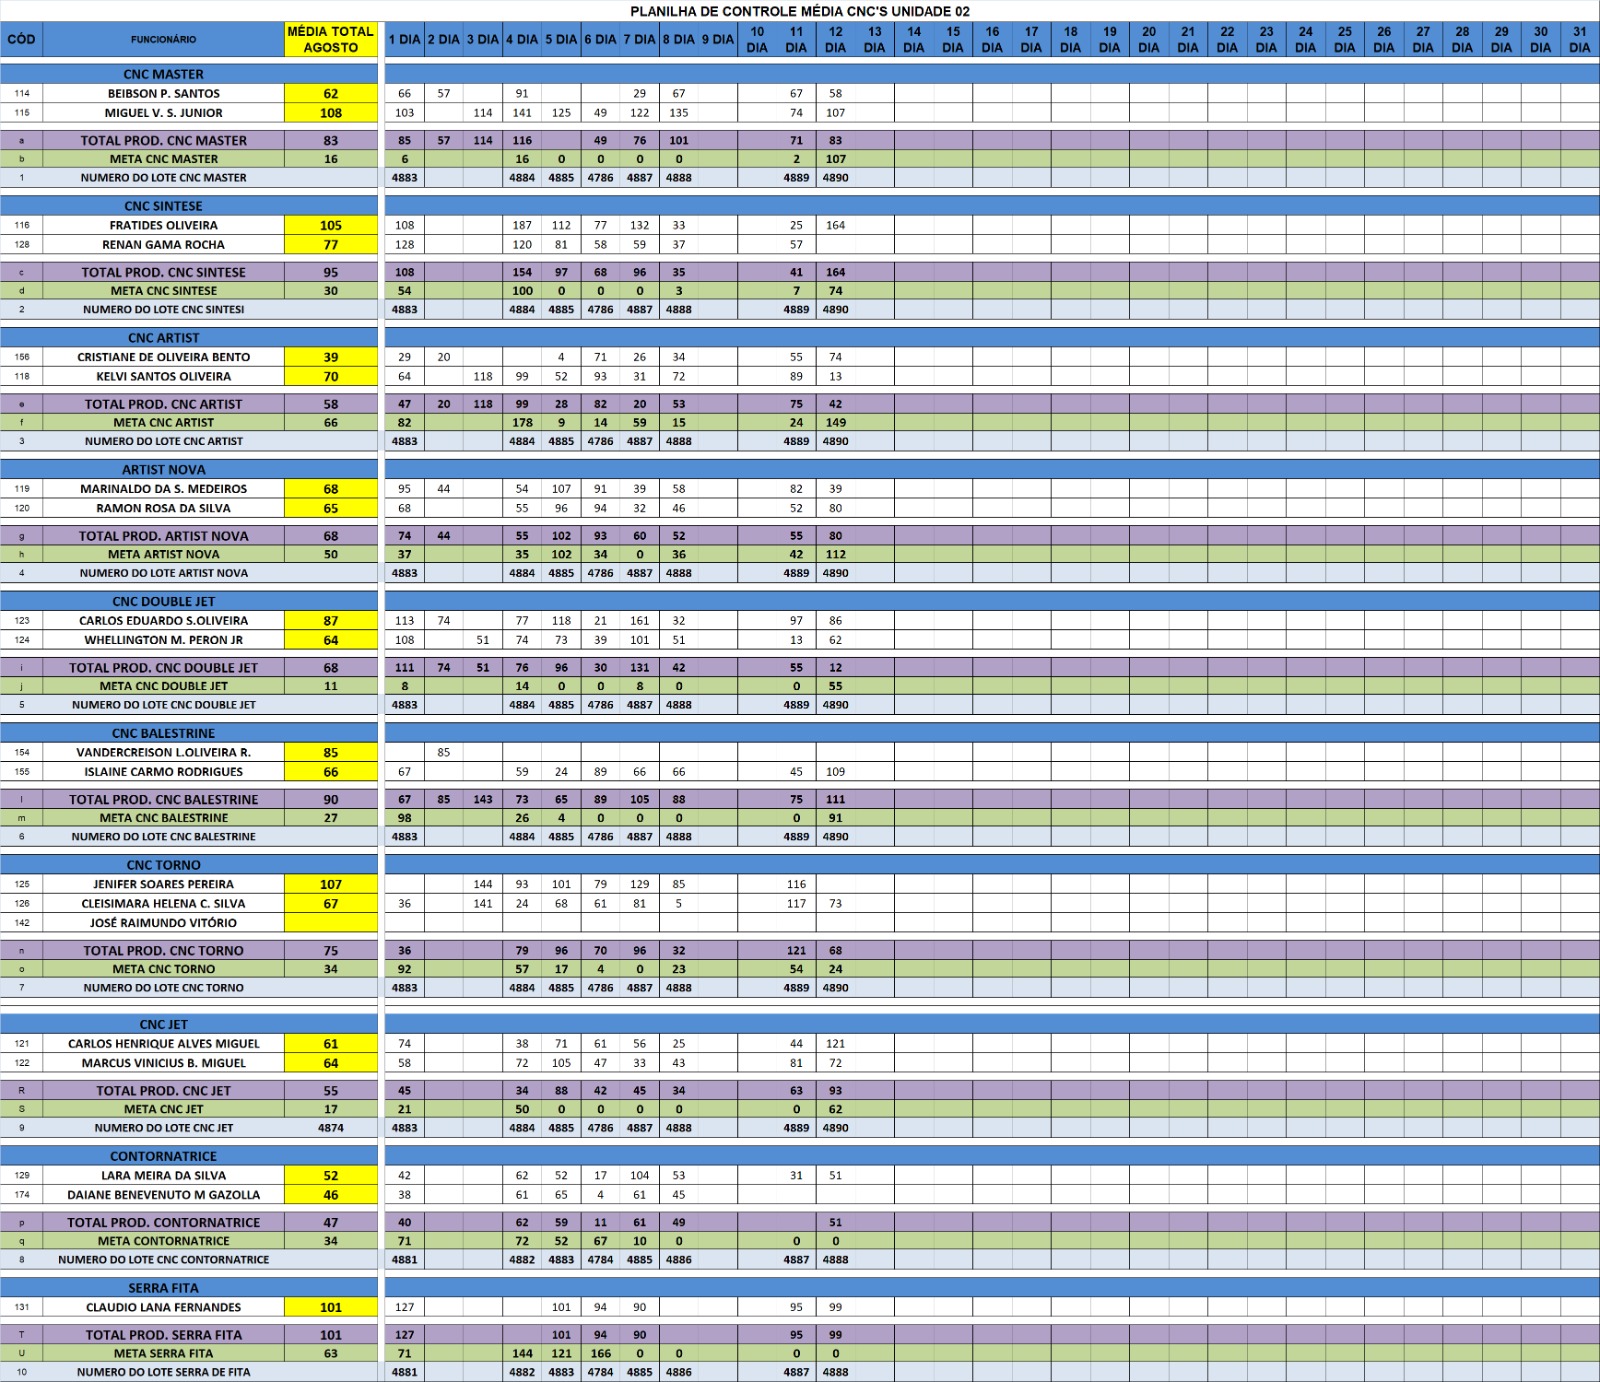 PLANILHA DE CONTROLE MÉDIA CNC'S UNIDADE 02
CÓD FUNCIONÁRIO MÉDIA TOTAL AGOSTO 1 DIA 2 DIA 3 DIA 4 DIA 5 DIA 6 DIA 7 DIA 8 DIA 9 DIA 10 DIA 11 DIA 12 DIA 13 DIA 14 DIA 15 DIA 16 DIA 17 DIA 18 DIA 19 DIA 20 DIA 21 DIA 22 DIA 23 DIA 24 DIA 25 DIA 26 DIA 27 DIA 28 DIA 29 DIA 30 DIA 31 DIA
CNC MASTER
114 BEIBSON P. SANTOS 62 66 57 91 29 67 67 58
115 MIGUEL V. S. JUNIOR 108 103 114 141 125 49 122 135 74 107
a TOTAL PROD. CNC MASTER 83 85 57 114 116 49 76 101 71 83
b META CNC MASTER 16 6 16 0 0 0 0 2 107
1 NUMERO DO LOTE CNC MASTER 4883 4884 4885 4786 4887 4888 4889 4890
CNC SINTESE
116 FRATIDES OLIVEIRA 105 108 187 112 77 132 33 25 164
128 RENAN GAMA ROCHA 77 128 120 81 58 59 37 57
c TOTAL PROD. CNC SINTESE 95 108 154 97 68 96 35 41 164
d META CNC SINTESE 30 54 100 0 0 0 3 7 74
2 NUMERO DO LOTE CNC SINTESI 4883 4884 4885 4786 4887 4888 4889 4890
CNC ARTIST
156 CRISTIANE DE OLIVEIRA BENTO 39 29 20 4 71 26 34 55 74
118 KELVI SANTOS OLIVEIRA 70 64 118 99 52 93 31 72 89 13
e TOTAL PROD. CNC ARTIST 58 47 20 118 99 28 82 20 53 75 42
f META CNC ARTIST 66 82 178 9 14 59 15 24 149
3 NUMERO DO LOTE CNC ARTIST 4883 4884 4885 4786 4887 4888 4889 4890
ARTIST NOVA
119 MARINALDO DA S. MEDEIROS 68 95 44 54 107 91 39 58 82 39
120 RAMON ROSA DA SILVA 65 68 55 96 94 32 46 52 80
g TOTAL PROD. ARTIST NOVA 68 74 44 55 102 93 60 52 55 80
h META ARTIST NOVA 50 37 35 102 34 0 36 42 112
4 NUMERO DO LOTE ARTIST NOVA 4883 4884 4885 4786 4887 4888 4889 4890
CNC DOUBLE JET
123 CARLOS EDUARDO S.OLIVEIRA 87 113 74 77 118 21 161 32 97 86
124 WHELLINGTON M. PERON JR 64 108 51 74 73 39 101 51 13 62
i TOTAL PROD. CNC DOUBLE JET 68 111 74 51 76 96 30 131 42 55 12
j META CNC DOUBLE JET 11 8 14 0 0 8 0 0 55
5 NUMERO DO LOTE CNC DOUBLE JET 4883 4884 4885 4786 4887 4888 4889 4890
CNC BALESTRINE
154 VANDERCREISON L.OLIVEIRA R. 85 85
155 ISLAINE CARMO RODRIGUES 66 67 59 24 89 66 66 45 109
l TOTAL PROD. CNC BALESTRINE 90 67 85 143 73 65 89 105 88 75 111
m META CNC BALESTRINE 27 98 26 4 0 0 0 0 91
6 NUMERO DO LOTE CNC BALESTRINE 4883 4884 4885 4786 4887 4888 4889 4890
CNC TORNO
125 JENIFER SOARES PEREIRA 107 144 93 101 79 129 85 116
126 CLEISIMARA HELENA C. SILVA 67 36 141 24 68 61 81 5 117 73
142 JOSÉ RAIMUNDO VITÓRIO
n TOTAL PROD. CNC TORNO 75 36 79 96 70 96 32 121 68
o META CNC TORNO 34 92 57 17 4 0 23 54 24
7 NUMERO DO LOTE CNC TORNO 4883 4884 4885 4786 4887 4888 4889 4890
CNC JET
121 CARLOS HENRIQUE ALVES MIGUEL 61 74 38 71 61 56 25 44 121
122 MARCUS VINICIUS B. MIGUEL 64 58 72 105 47 33 43 81 72
R TOTAL PROD. CNC JET 55 45 34 88 42 45 34 63 93
S META CNC JET 17 21 50 0 0 0 0 0 62
9 NUMERO DO LOTE CNC JET 4874 4883 4884 4885 4786 4887 4888 4889 4890
CONTORNATRICE
129 LARA MEIRA DA SILVA 52 42 62 52 17 104 53 31 51
174 DAIANE BENEVENUTO M GAZOLLA 46 38 61 65 4 61 45
p TOTAL PROD. CONTORNATRICE 47 40 62 59 11 61 49 51
q META CONTORNATRICE 34 71 72 52 67 10 0 0 0
8 NUMERO DO LOTE CNC CONTORNATRICE 4881 4882 4883 4784 4885 4886 4887 4888
SERRA FITA
131 CLAUDIO LANA FERNANDES 101 127 101 94 90 95 99
T TOTAL PROD. SERRA FITA 101 127 101 94 90 95 99
U META SERRA FITA 63 71 144 121 166 0 0 0 0
10 NUMERO DO LOTE SERRA DE FITA 4881 4882 4883 4784 4885 4886 4887 4888